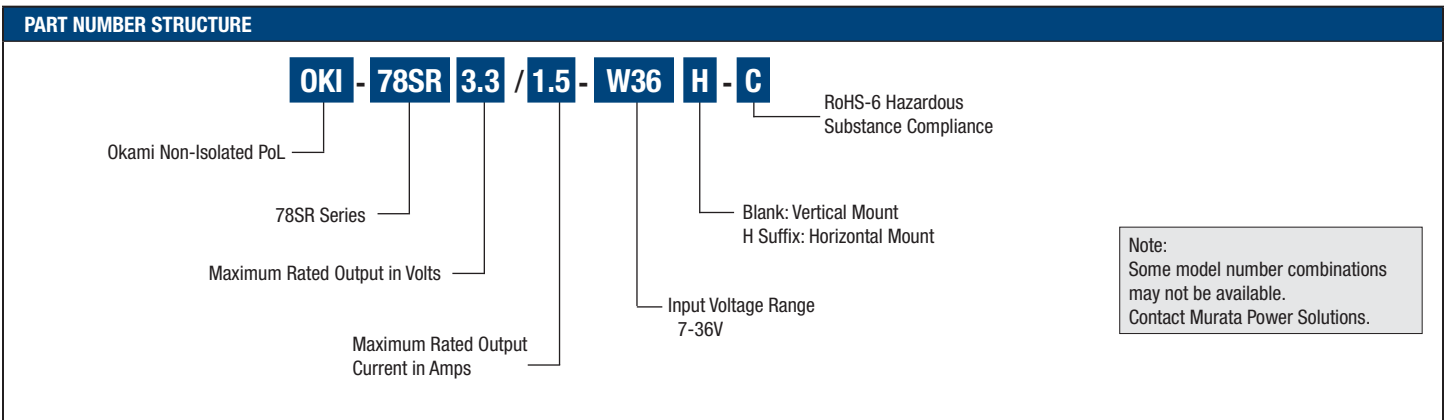 PART NUMBER STRUCTURE
OKI - 78SR 3.3 / 1.5 - W36 H - C
RoHS-6 Hazardous
Substance Compliance
Okami Non-Isolated PoL
78SR Series
Blank: Vertical Mount
H Suffix: Horizontal Mount
Maximum Rated Output in Volts
Input Voltage Range
7-36V
Maximum Rated Output
Current in Amps
Note:
Some model number combinations
may not be available.
Contact Murata Power Solutions.